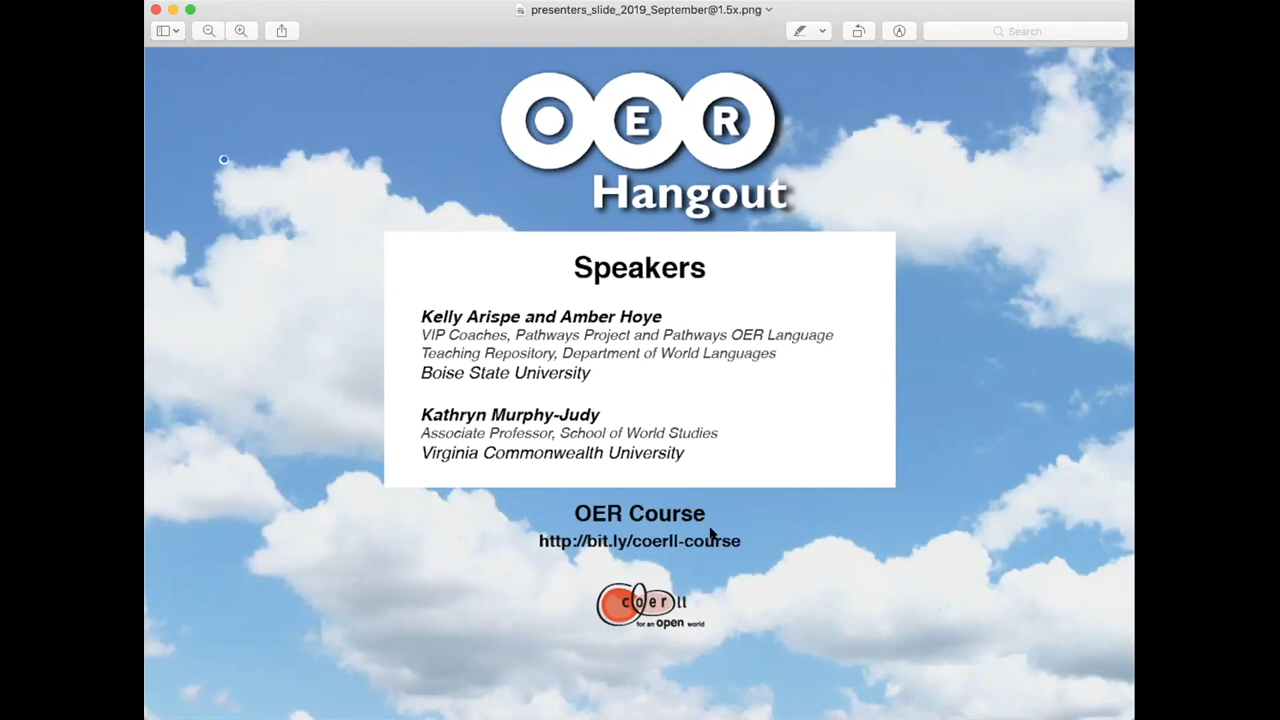 presenters_slide_2019_September@1.5x.png
Search
OER
Hangout
Speakers
Kelly Arispe and Amber Hoye
VIP Coaches, Pathways Project and Pathways OER Language
Teaching Repository, Department of World Languages
Boise State University
Kathryn Murphy-Judy
Associate Professor, School of World Studies
Virginia Commonwealth University
OER Course
http://bit.ly/coerll-course
coerll
for an open world